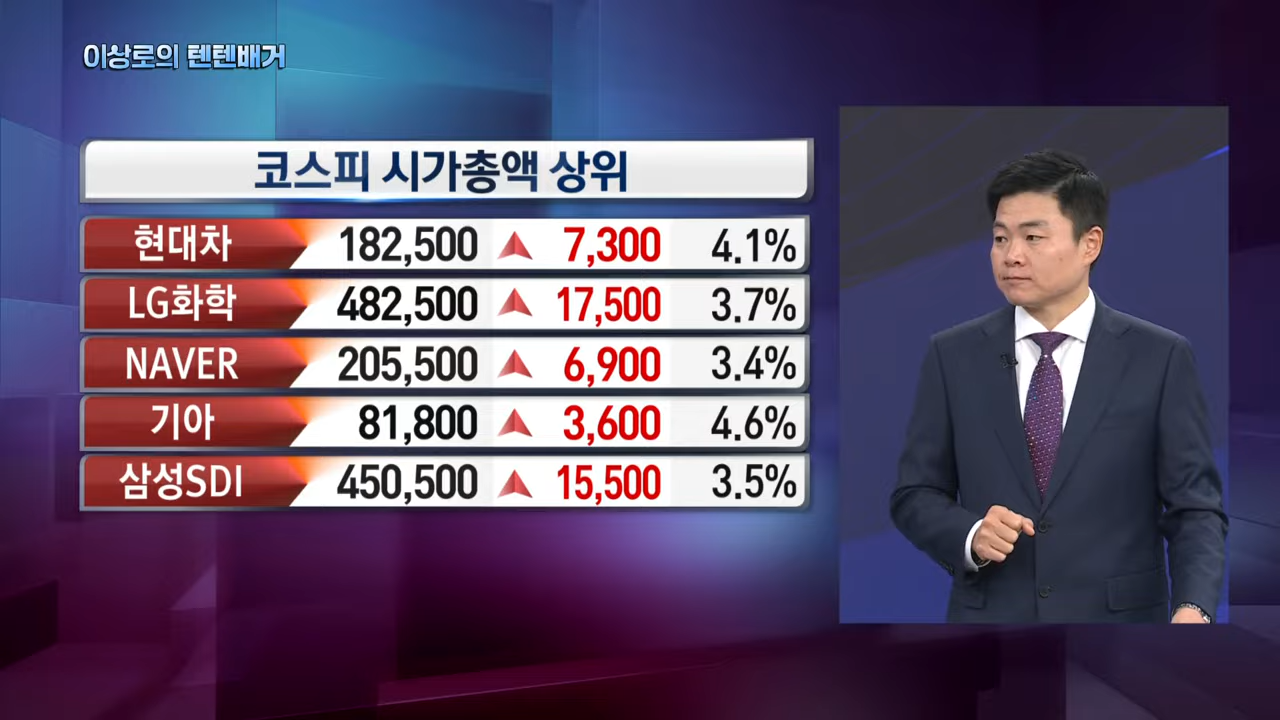 이상로의 텐텐배거
코스피 시가총액 상위
현대차 182,500 ▲ 7,300 4.1%
LG화학 482,500 ▲ 17,500 3.7%
NAVER 205,500 ▲ 6,900 3.4%
기아 81,800 ▲ 3,600 4.6%
삼성SDI 450,500 ▲ 15,500 3.5%